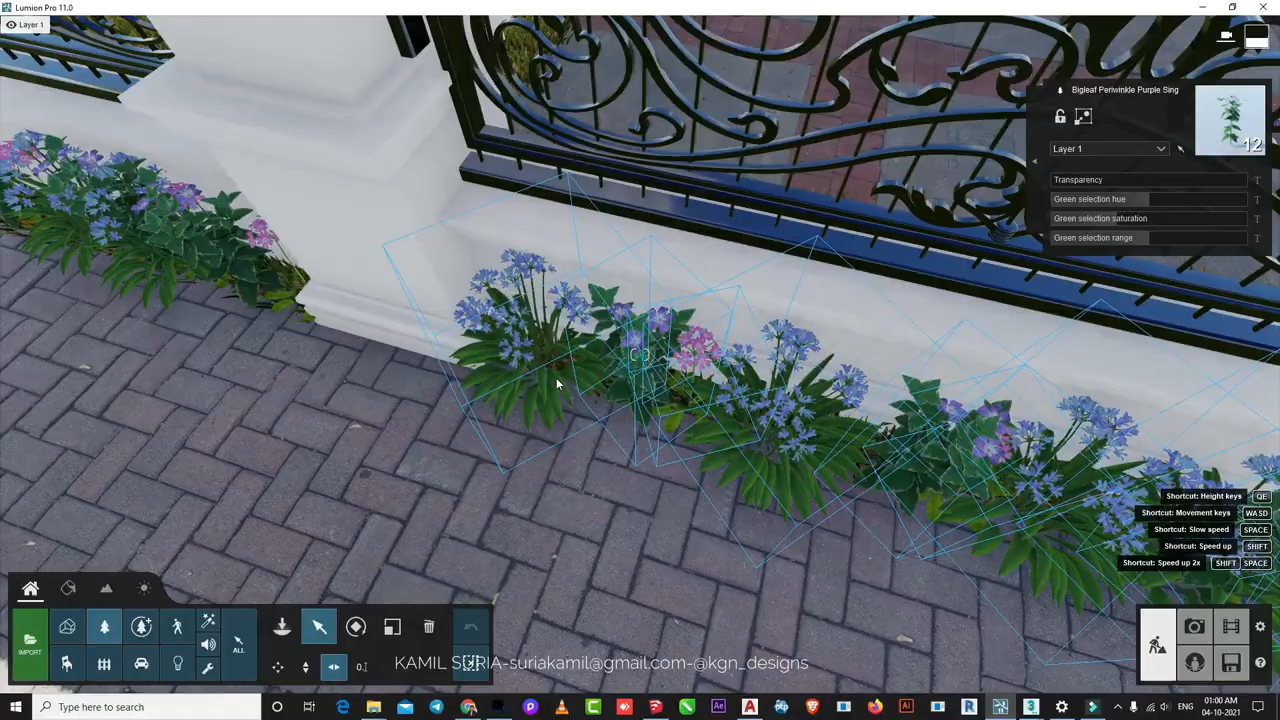 Lumion Pro 11.0
Layer 1
Bigleaf Periwinkle Purple Sing
12
Layer 1
Transparency
Green selection hue
Green selection saturation
Green selection range
Shortcut: Height keys QE
Shortcut: Movement keys WASD
Shortcut: Slow speed SPACE
Shortcut: Speed up SHIFT
Shortcut: Speed up 2x SHIFT SPACE
IMPORT
ALL
KAMIL SURIA-suriakamil@gmail.com-@kgn_designs
Type here to search
ENG
01:00 AM
04-10-2021